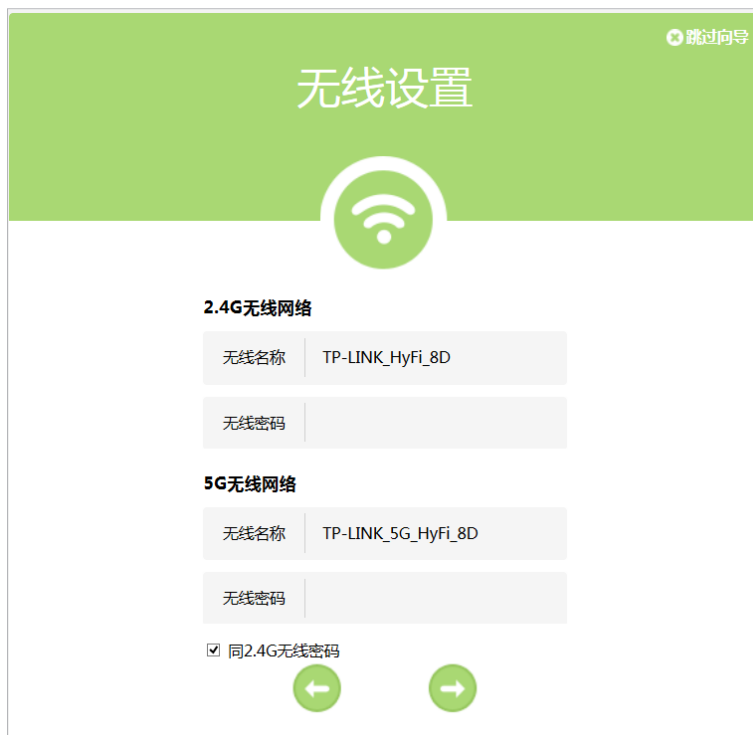 跳过向导
无线设置
2.4G无线网络
无线名称 TP-LINK_HyFi_8D
无线密码
5G无线网络
无线名称 TP-LINK_5G_HyFi_8D
无线密码
同2.4G无线密码